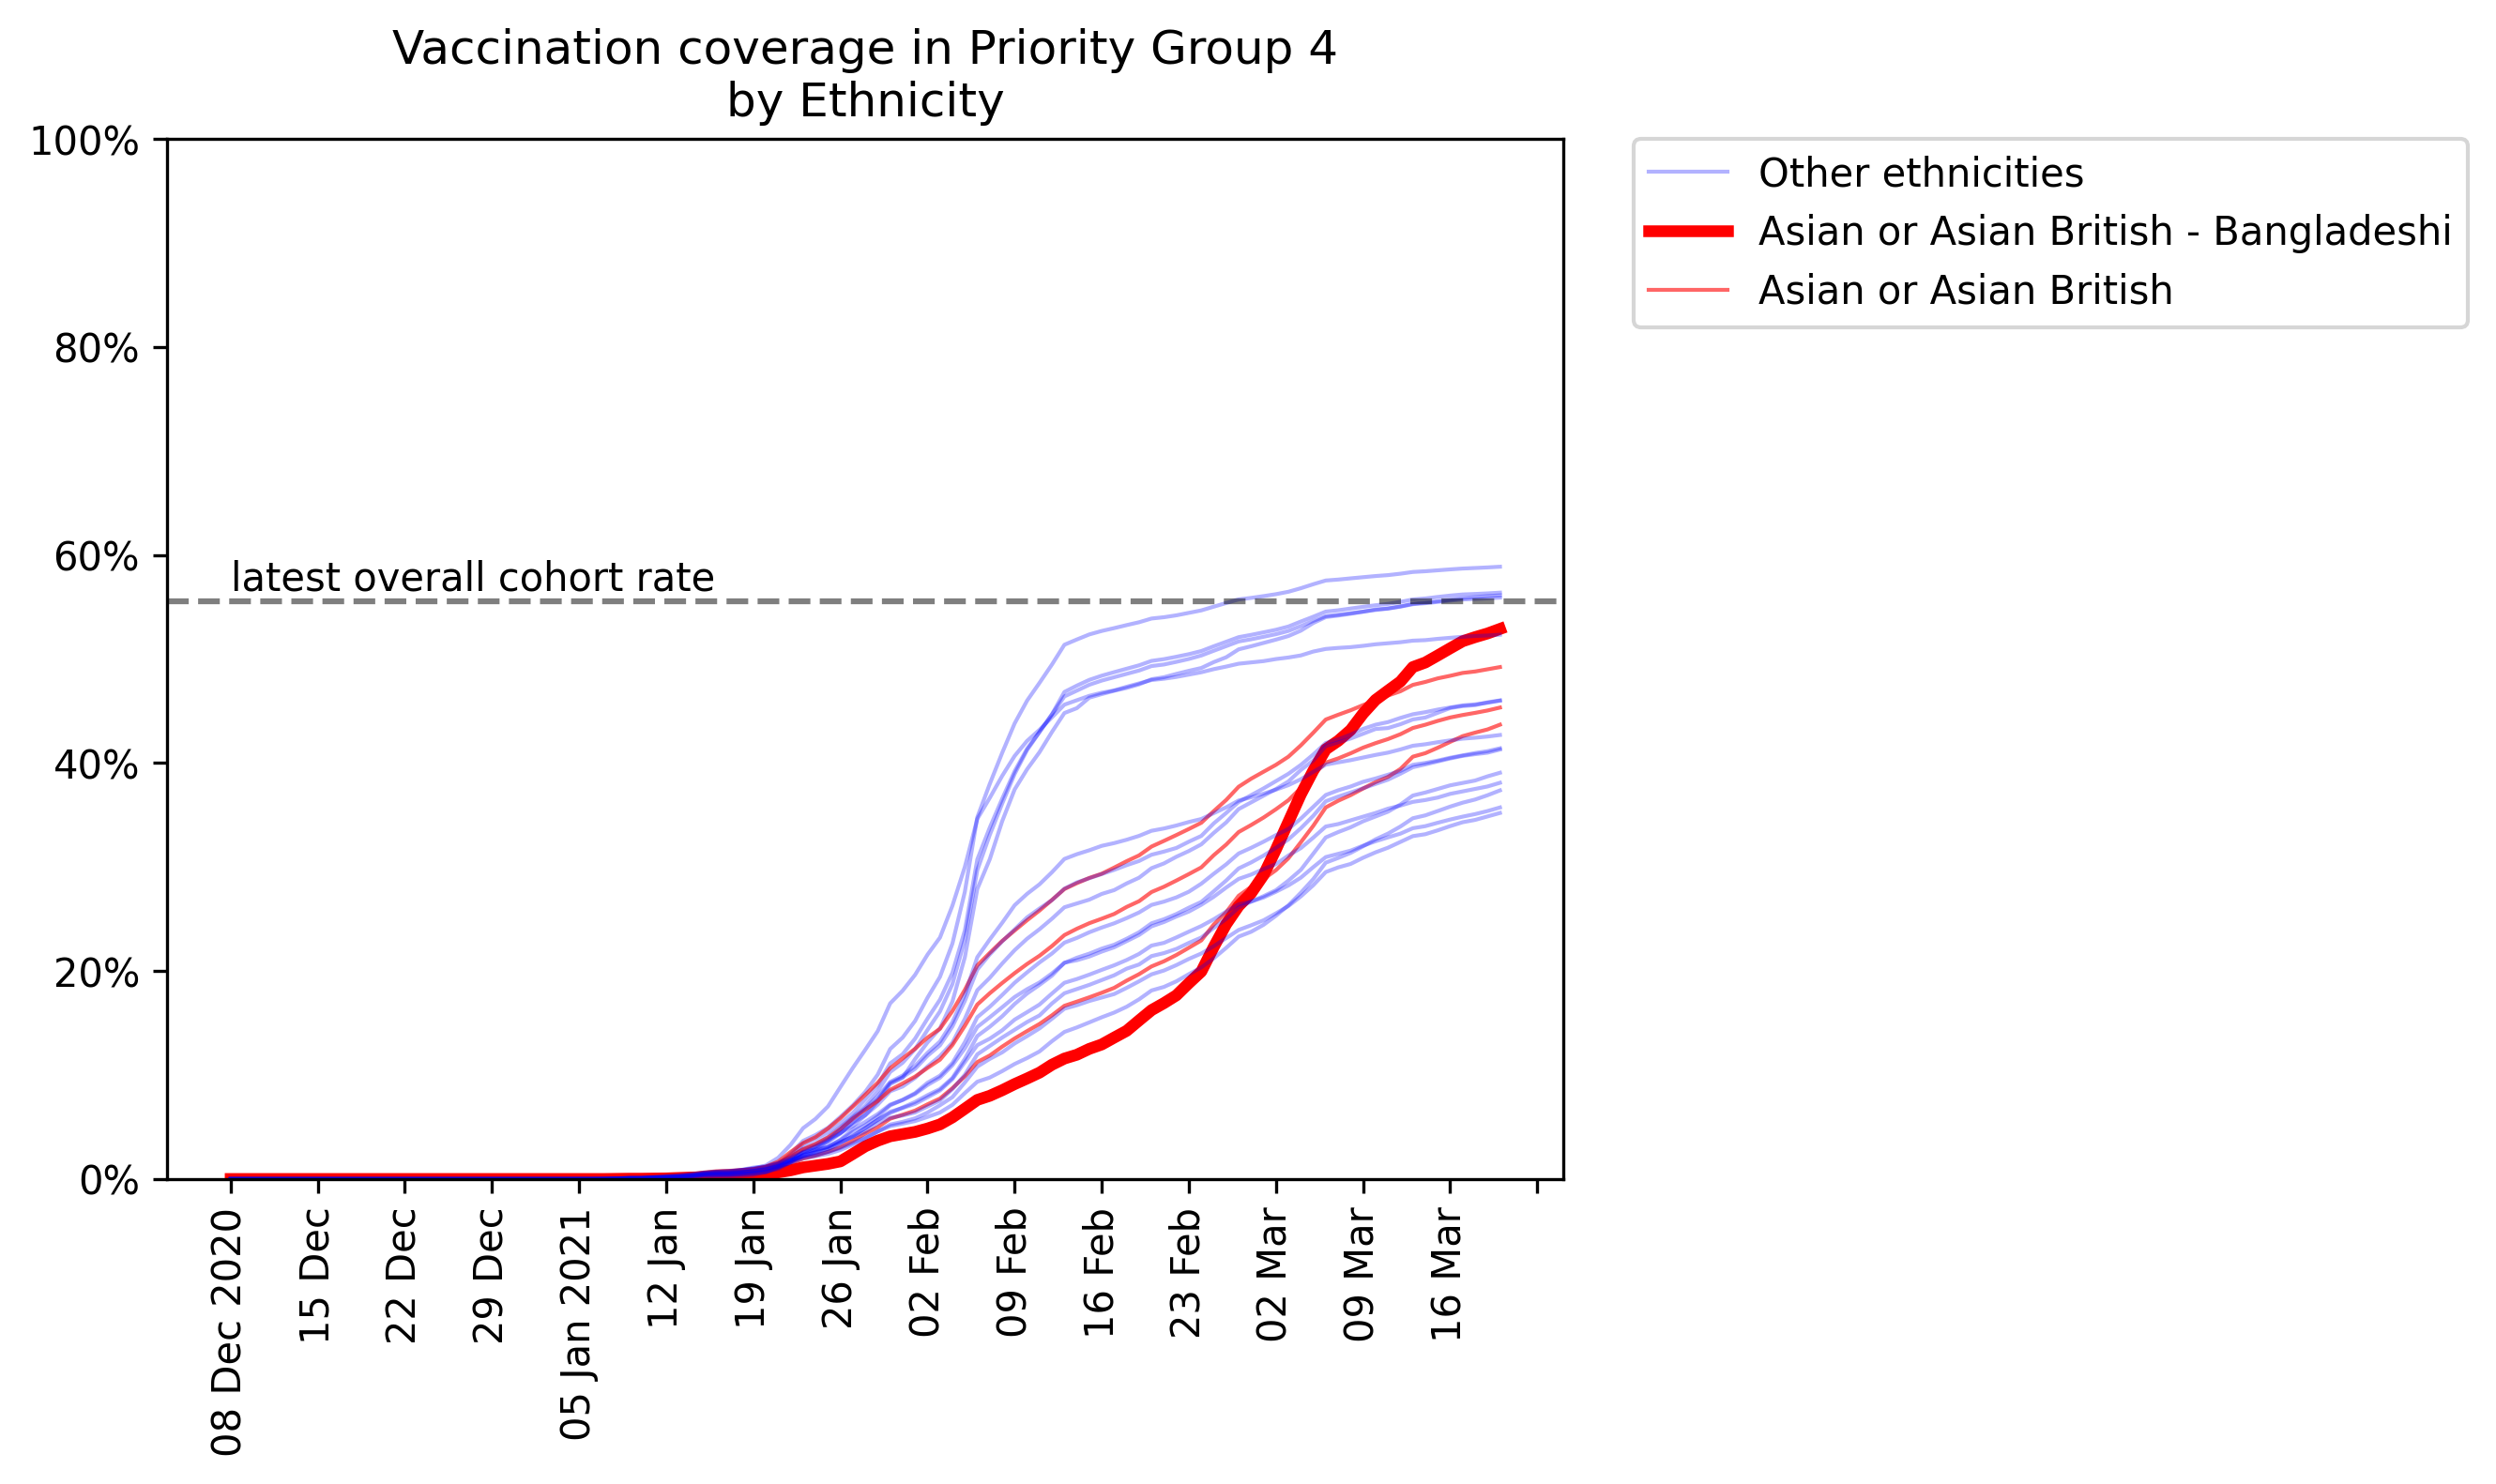 Vaccination coverage in Priority Group 4
by Ethnicity
100%
80%
60%
40%
20%
0%
latest overall cohort rate
Other ethnicities
Asian or Asian British - Bangladeshi
Asian or Asian British
08 Dec 2020
15 Dec
22 Dec
29 Dec
05 Jan 2021
12 Jan
19 Jan
26 Jan
02 Feb
09 Feb
16 Feb
23 Feb
02 Mar
09 Mar
16 Mar